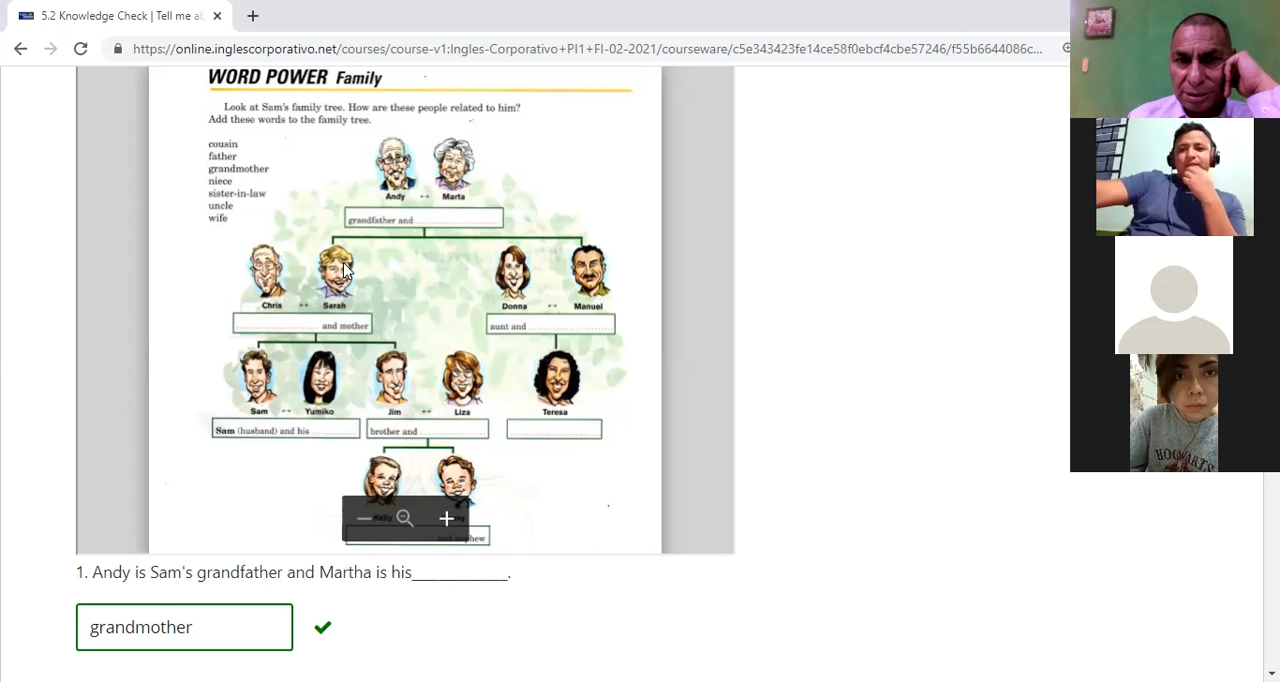 5.2 Knowledge Check | Tell me ab
https://online.inglescorporativo.net/courses/course-v1:Ingles-Corporativo+PI1+FI-02-2021/courseware/c5e343423fe14ce58f0ebcf4cbe57246/f55b6644086c...
WORD POWER Family
Look at Sam's family tree. How are these people related to him?
Add these words to the family tree.
cousin
father
grandmother
niece
sister-in-law
uncle
wife
Andy ↔ Marta
grandfather and
Chris ↔ Sarah Donna ↔ Manuel
and mother aunt and
Sam ↔ Yumiko Jim ↔ Liza Teresa
Sam (husband) and his brother and
1. Andy is Sam's grandfather and Martha is his____________.
grandmother
HOGWARTS